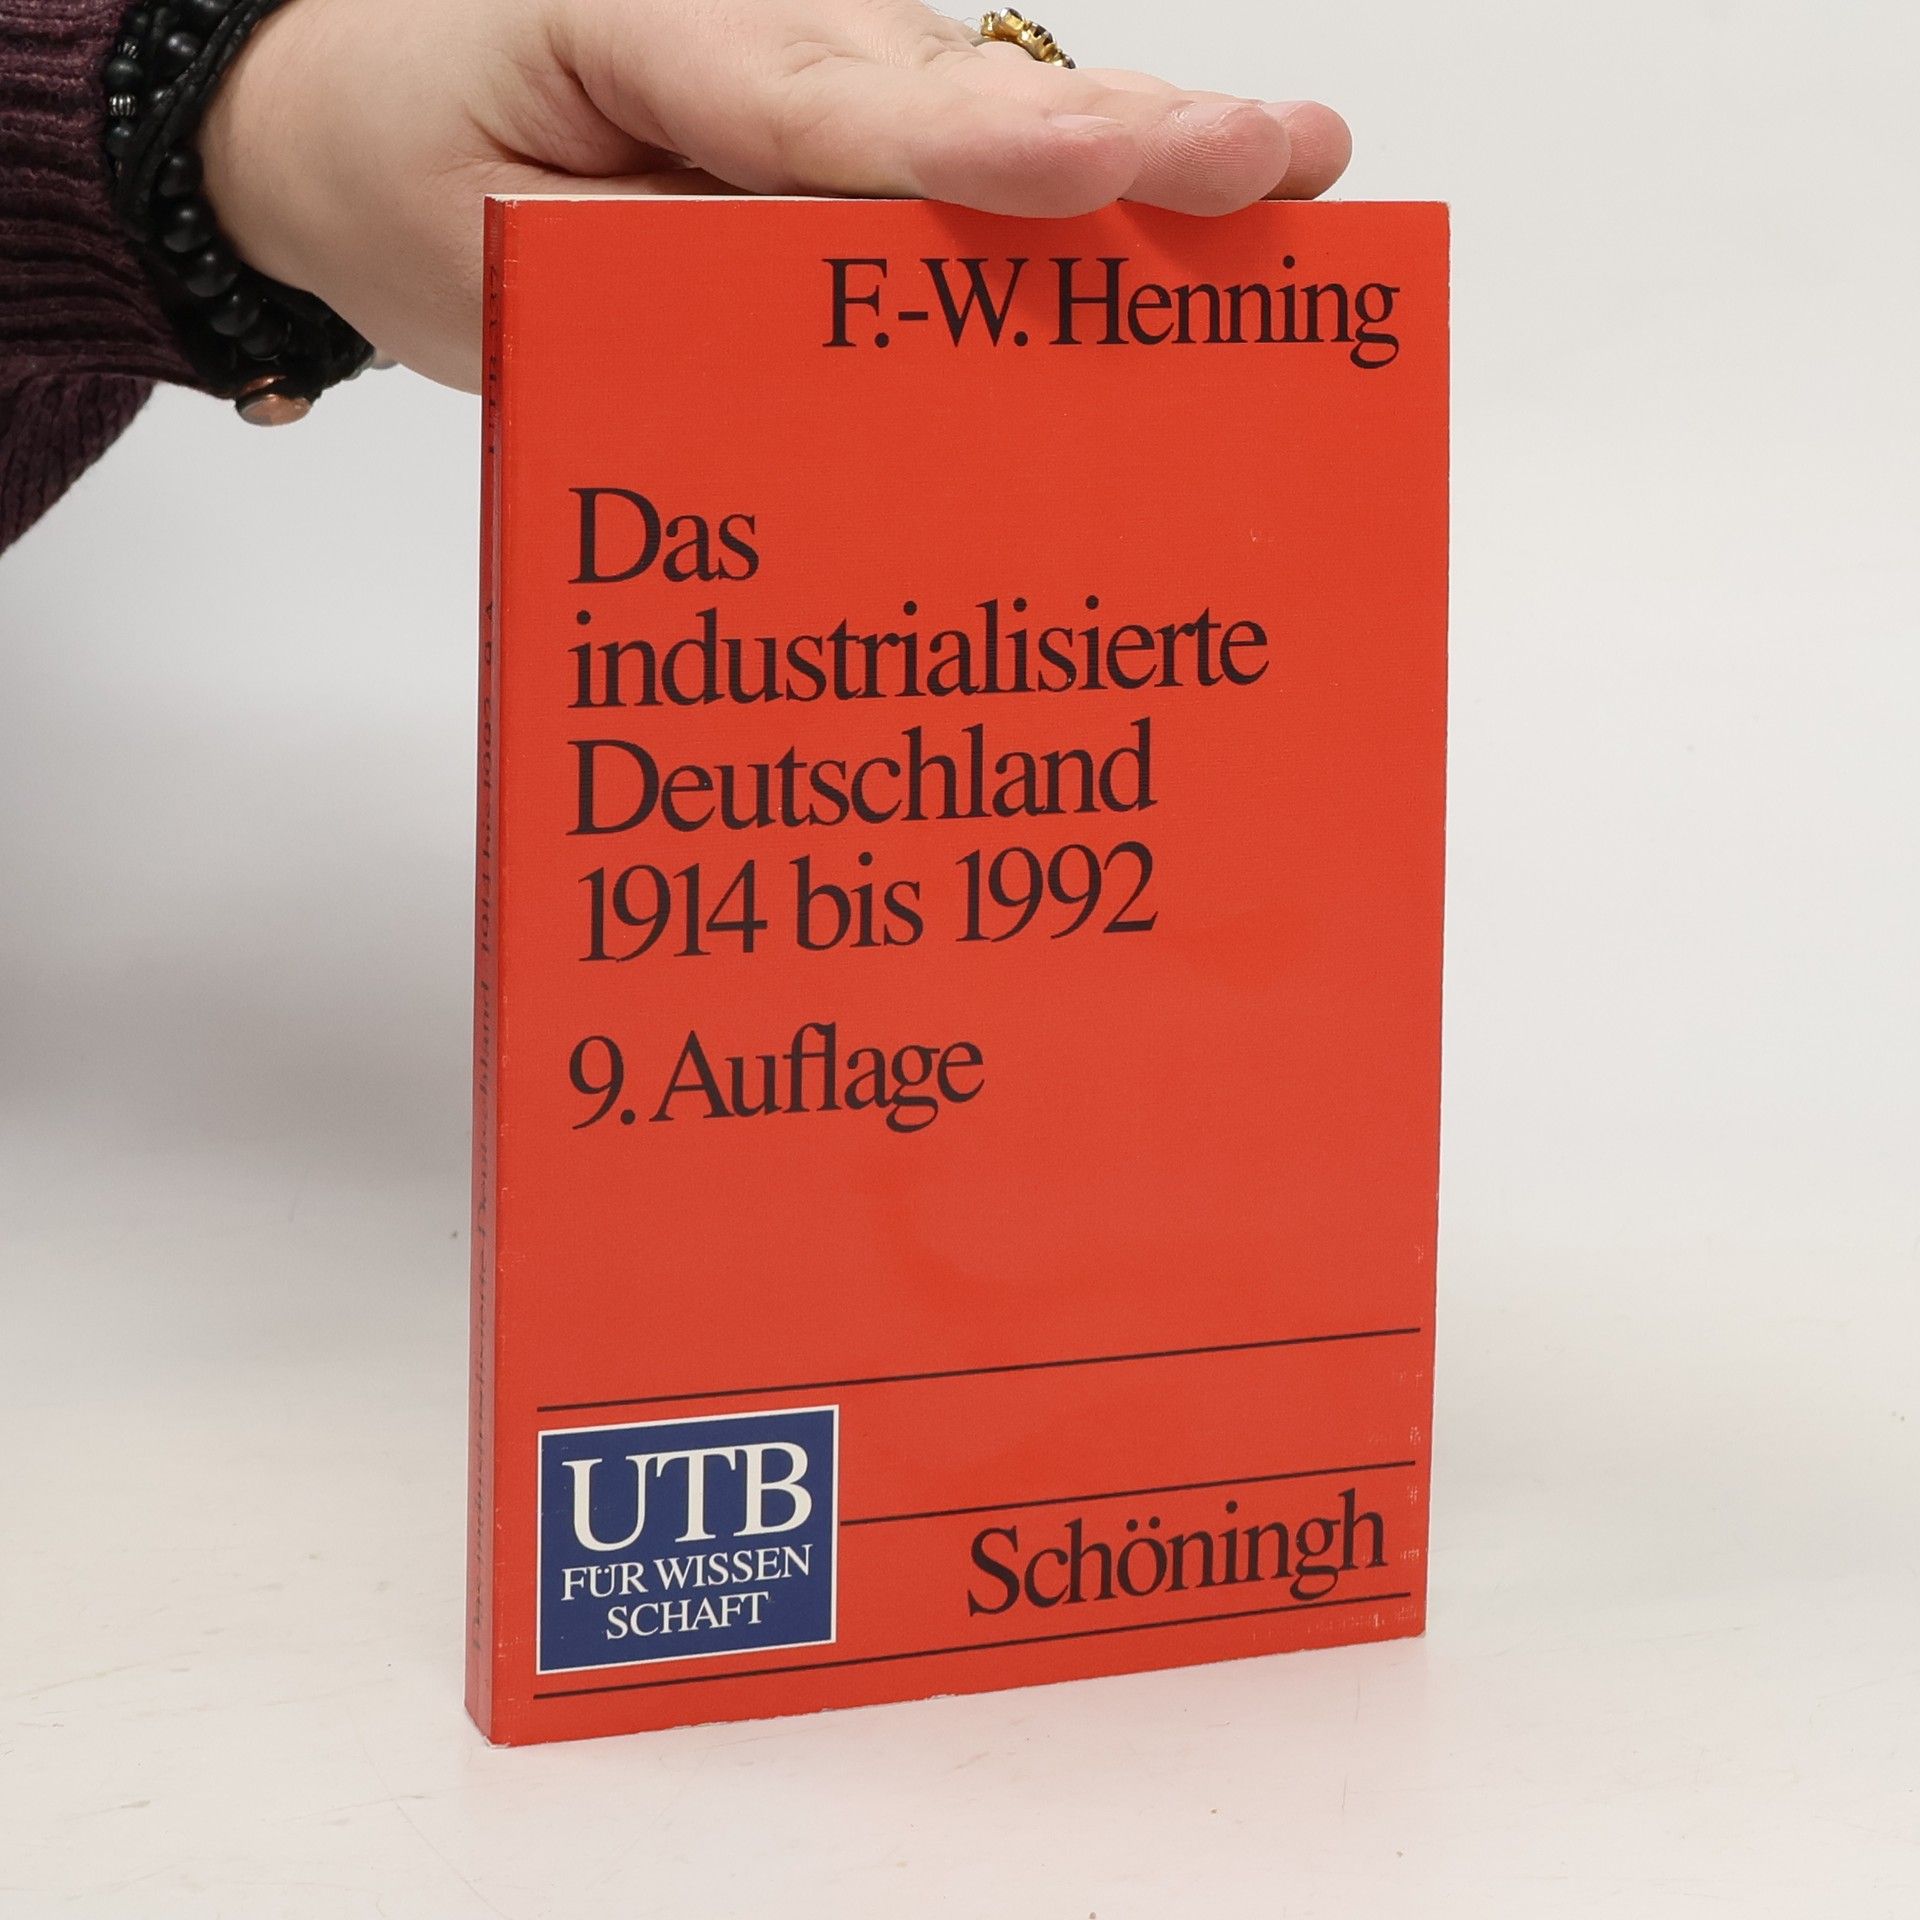 F.-W. Henning
Das
industrialisierte
Deutschland
1914 bis 1992
9. Auflage
UTB
FÜR WISSEN
SCHAFT
Schöningh